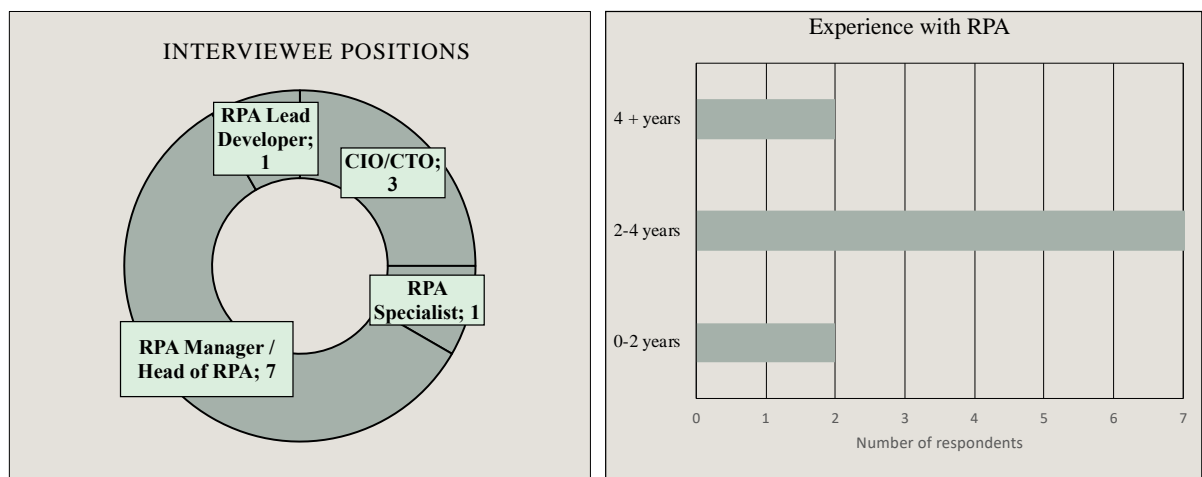 INTERVIEWEE POSITIONS
RPA Lead
Developer;
1
CIO/CTO;
3
RPA
Specialist; 1
RPA Manager /
Head of RPA; 7
Experience with RPA
4 + years
2-4 years
0-2 years
0 1 2 3 4 5 6 7
Number of respondents